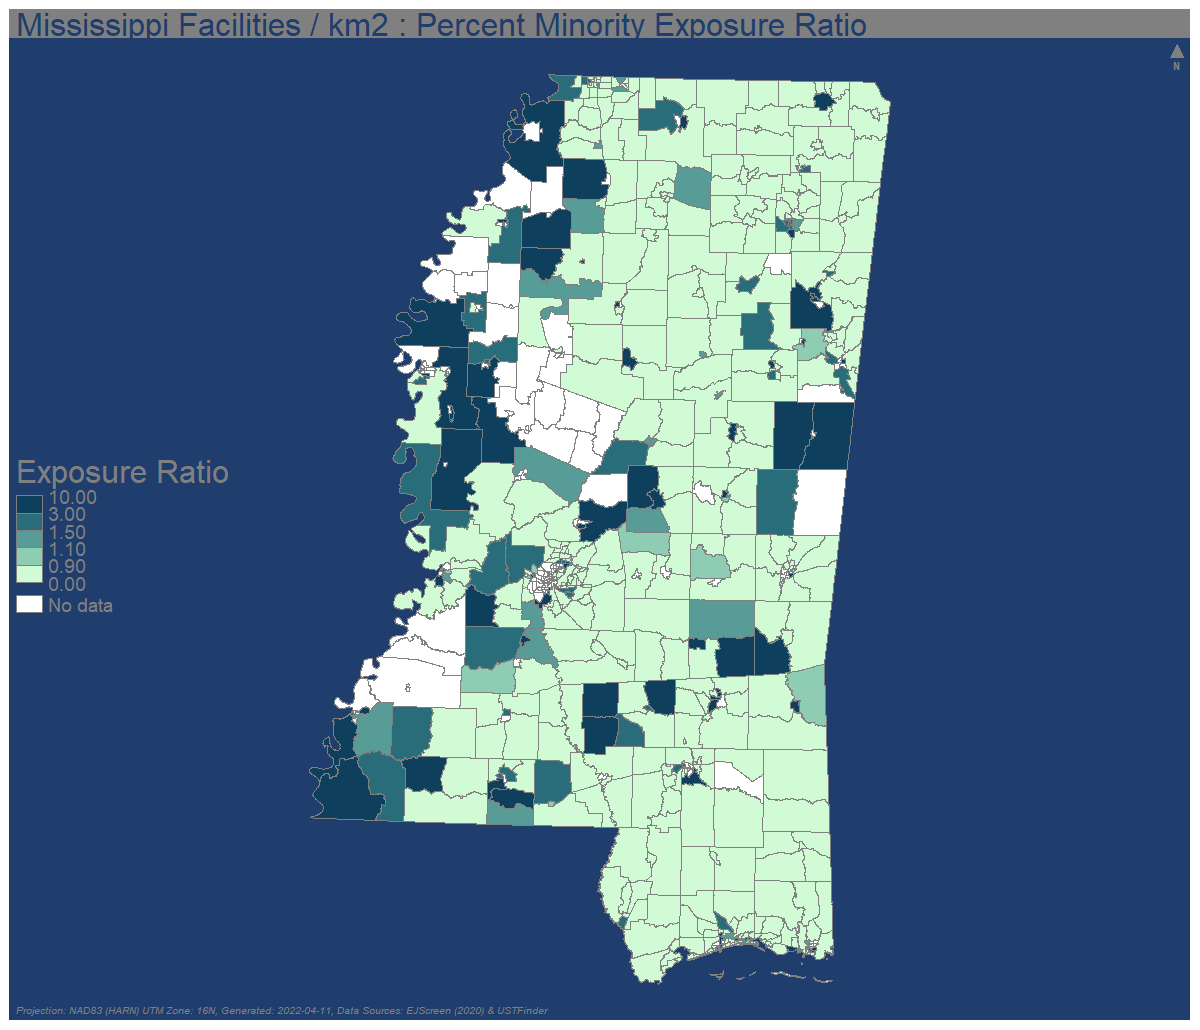 Mississippi Facilities / km2 : Percent Minority Exposure Ratio
N
Exposure Ratio
10.00
3.00
1.50
1.10
0.90
0.00
No data
Projection: NAD83 (HARN) UTM Zone: 16N, Generated: 2022-04-11, Data Sources: EJScreen (2020) & USTFinder